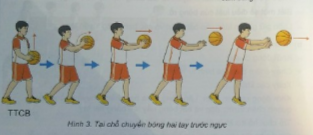 TTCB
Hình 3. Tại chỗ chuyền bóng hai tay trước ngực